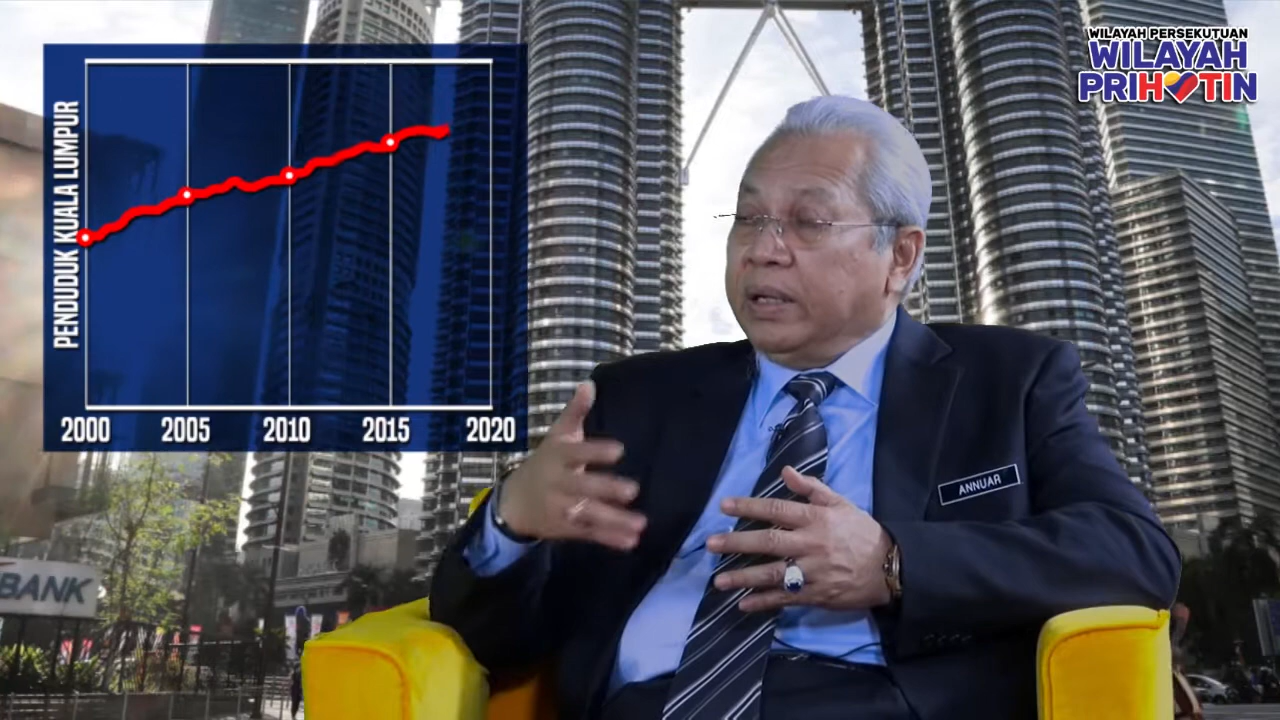 WILAYAH PERSEKUTUAN
WILAYAH
PRIHATIN
PENDUDUK KUALA LUMPUR
2000 2005 2010 2015 2020
ANNUAR
BANK